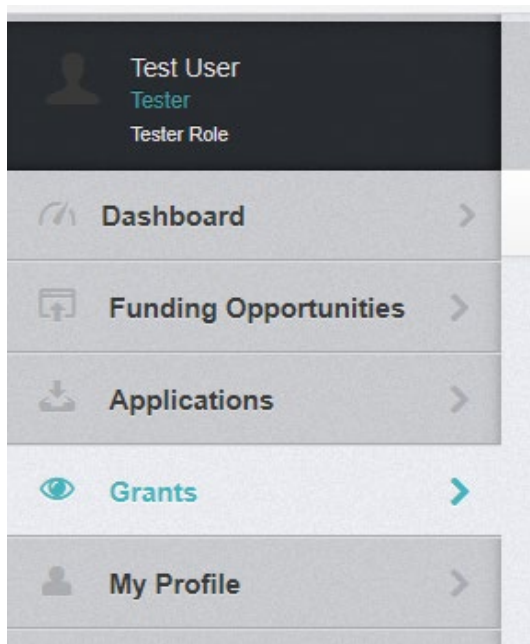 Test User
Tester
Tester Role
Dashboard
Funding Opportunities
Applications
Grants
My Profile